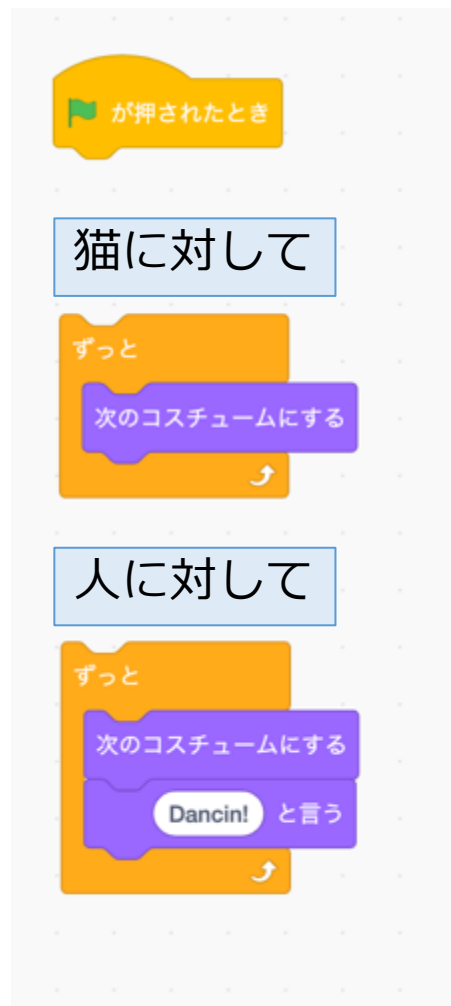 が押されたとき
猫に対して
ずっと
次のコスチュームにする
人に対して
ずっと
次のコスチュームにする
Dancin! と言う